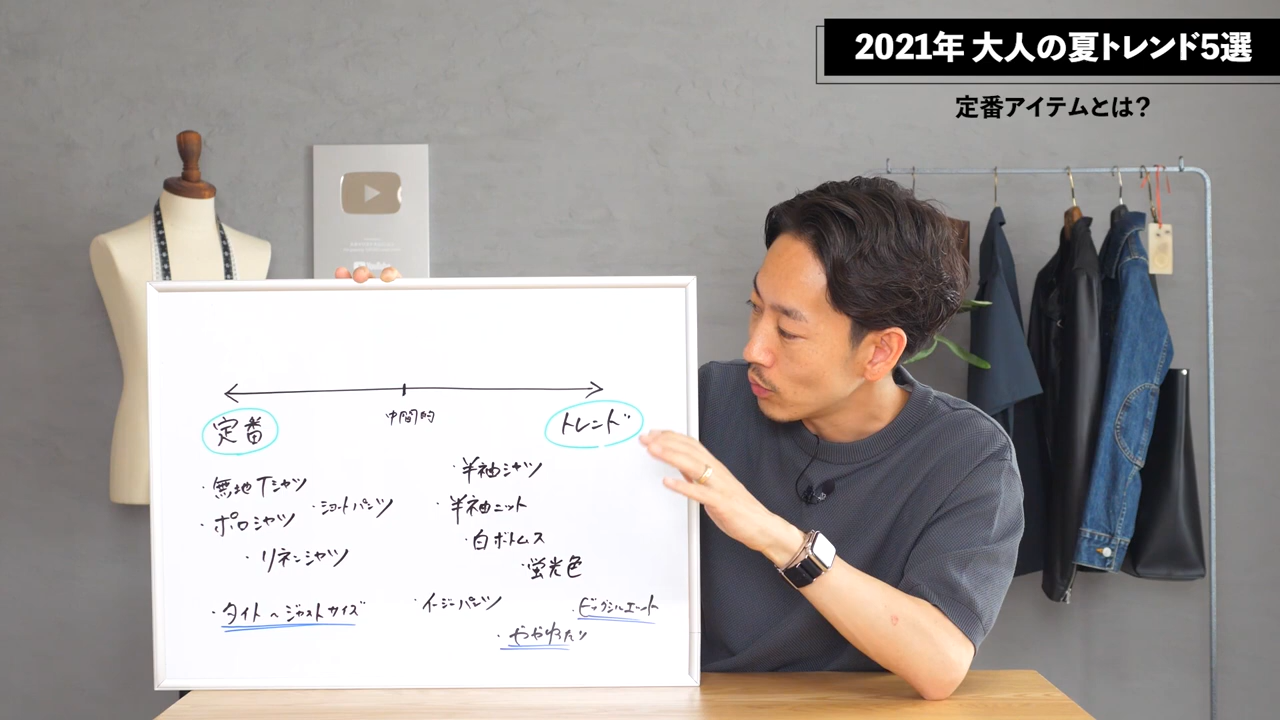 2021年 大人の夏トレンド5選
定番アイテムとは?
中間的
定番
トレンド
・無地Tシャツ
・ショートパンツ
・ポロシャツ
・リネンシャツ
・半袖シャツ
・半袖ニット
・白ボトムス
・蛍光色
・タイト〜ジャストサイズ
・イージーパンツ
・ビッグシルエット
・ややゆったり
YouTube